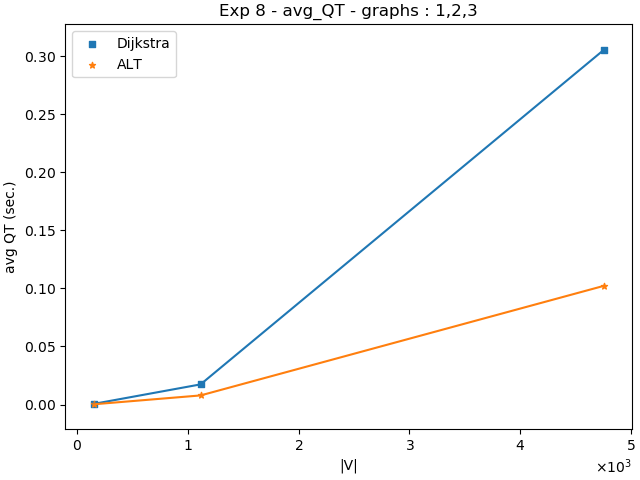 Exp 8 - avg_QT - graphs : 1,2,3
Dijkstra
ALT
avg QT (sec.)
0.30
0.25
0.20
0.15
0.10
0.05
0.00
0 1 2 3 4 5
|V|
×10³